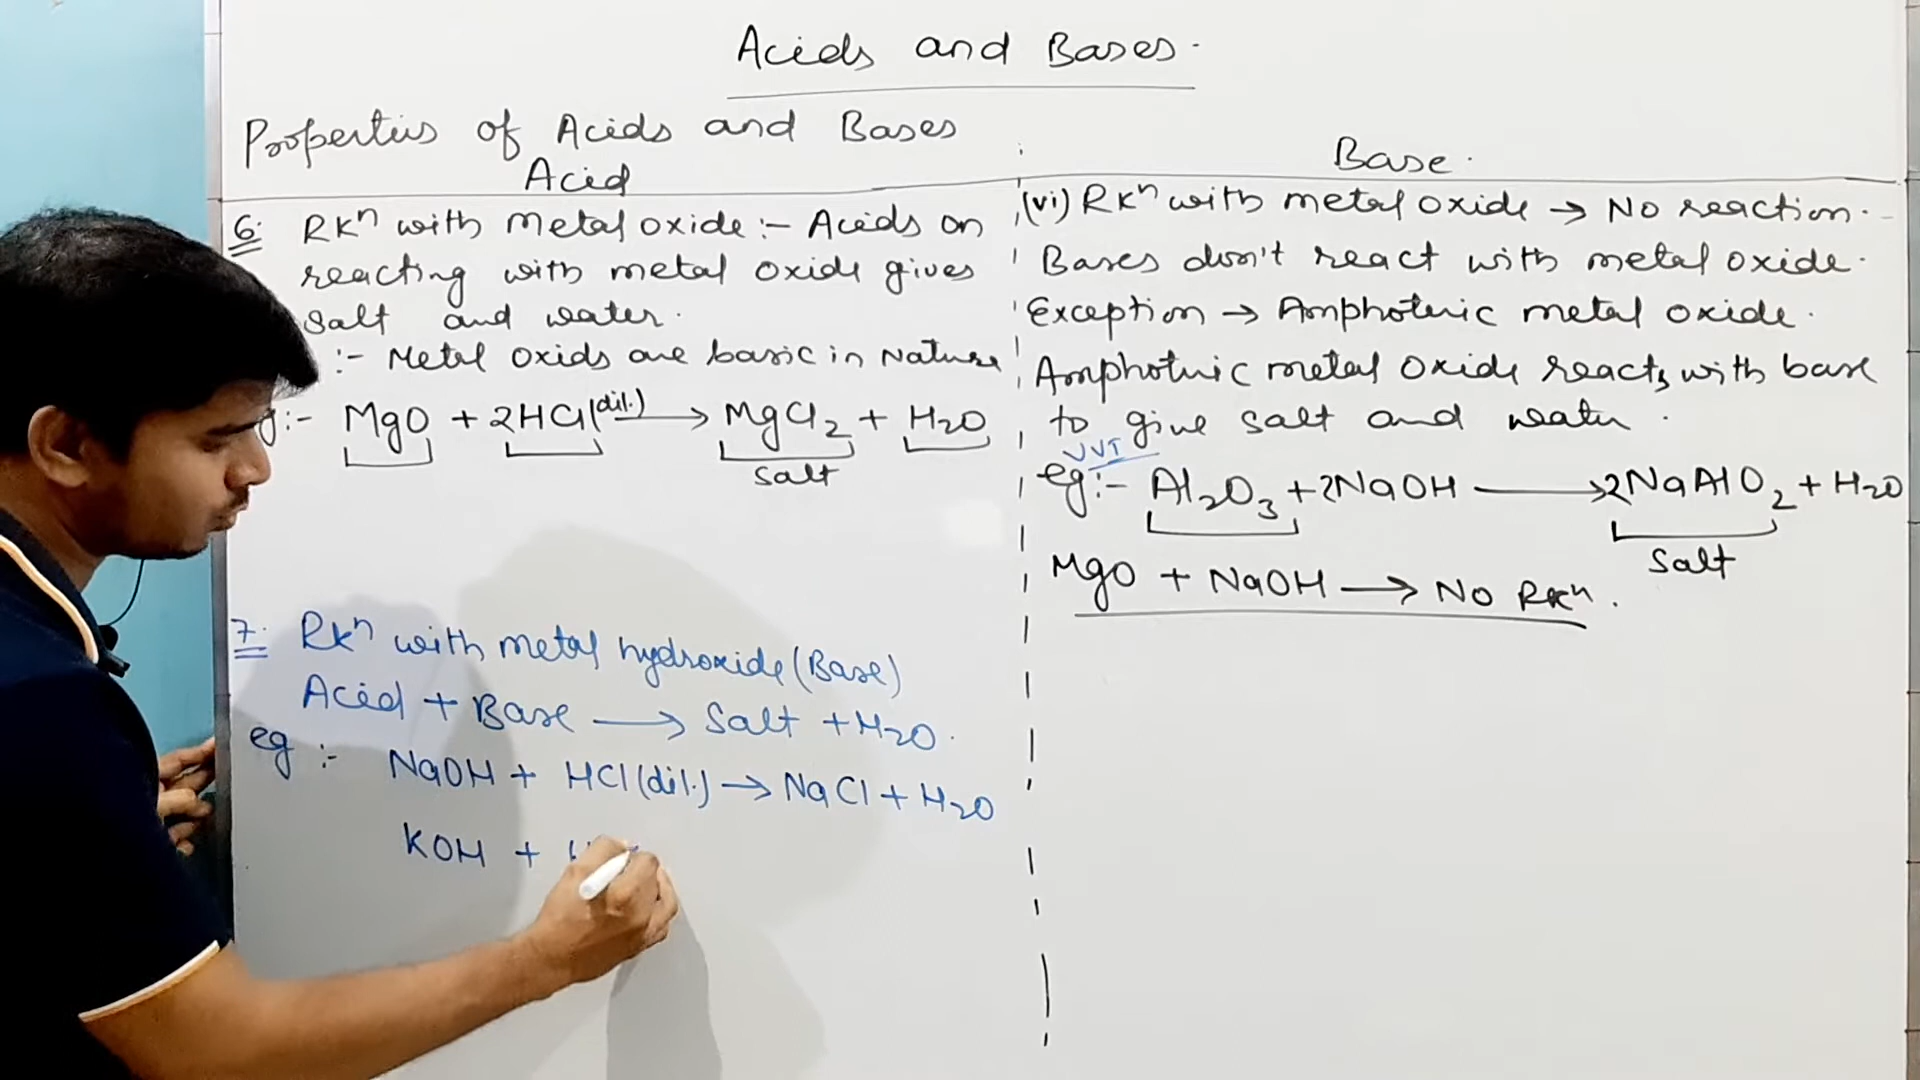 Acids and Bases.
Properties of Acids and Bases
Acid
6. Rxn with Metal oxide :- Acids on
reacting with metal oxide gives
salt and water.
:- Metal Oxids are basic in Nature
g :- MgO + 2HCl (dil.) → MgCl2 + H2O
Salt
7. Rxn with metal hydroxide (Base)
Acid + Base → Salt + H2O.
eg :- NaOH + HCl (dil.) → NaCl + H2O
KOH +
Base.
(vi) Rxn with metal oxide → No reaction.
Bases don't react with metal oxide.
Exception → Amphoteric metal oxide.
Amphoteric metal oxide reacts with base
to give salt and water.
VVI
eg :- Al2O3 + 2NaOH → 2NaAlO2 + H2O
Salt
MgO + NaOH → No Rxn.